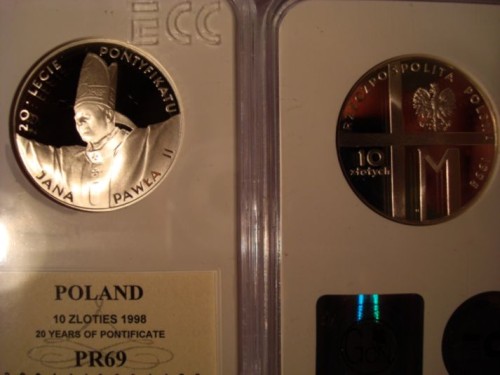 ECC
20-LECIE PONTYFIKATU
JANA PAWŁA II
POLAND
10 ZLOTIES 1998
20 YEARS OF PONTIFICATE
PR69
RZECZPOSPOLITA POLSKA
1998
10
złotych
M